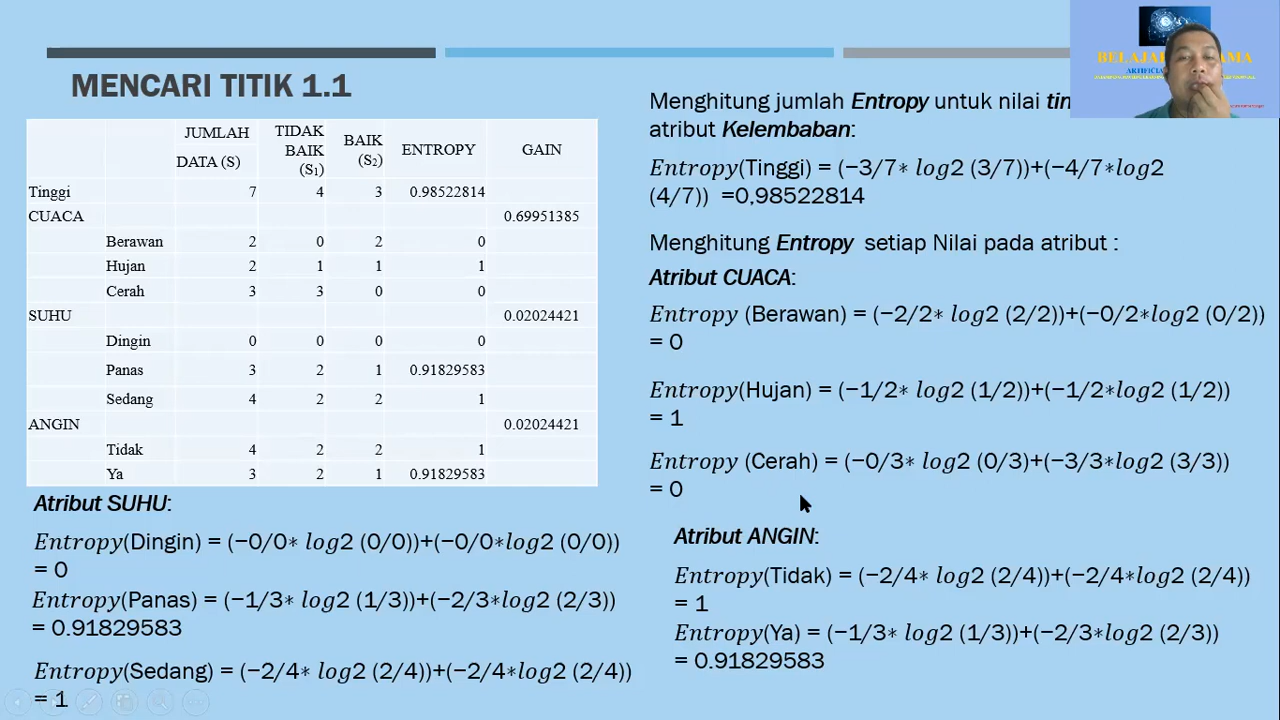 MENCARI TITIK 1.1
JUMLAH DATA (S) TIDAK BAIK (S1) BAIK (S2) ENTROPY GAIN
Tinggi 7 4 3 0.98522814
CUACA 0.69951385
Berawan 2 0 2 0
Hujan 2 1 1 1
Cerah 3 3 0 0
SUHU 0.02024421
Dingin 0 0 0 0
Panas 3 2 1 0.91829583
Sedang 4 2 2 1
ANGIN 0.02024421
Tidak 4 2 2 1
Ya 3 2 1 0.91829583
Atribut SUHU:
Entropy(Dingin) = (−0/0* log2 (0/0))+(−0/0*log2 (0/0))
= 0
Entropy(Panas) = (−1/3* log2 (1/3))+(−2/3*log2 (2/3))
= 0.91829583
Entropy(Sedang) = (−2/4* log2 (2/4))+(−2/4*log2 (2/4))
= 1
Menghitung jumlah Entropy untuk nilai
atribut Kelembaban:
Entropy(Tinggi) = (−3/7* log2 (3/7))+(−4/7*log2
(4/7)) =0,98522814
Menghitung Entropy setiap Nilai pada atribut :
Atribut CUACA:
Entropy (Berawan) = (−2/2* log2 (2/2))+(−0/2*log2 (0/2))
= 0
Entropy(Hujan) = (−1/2* log2 (1/2))+(−1/2*log2 (1/2))
= 1
Entropy (Cerah) = (−0/3* log2 (0/3)+(−3/3*log2 (3/3))
= 0
Atribut ANGIN:
Entropy(Tidak) = (−2/4* log2 (2/4))+(−2/4*log2 (2/4))
= 1
Entropy(Ya) = (−1/3* log2 (1/3))+(−2/3*log2 (2/3))
= 0.91829583